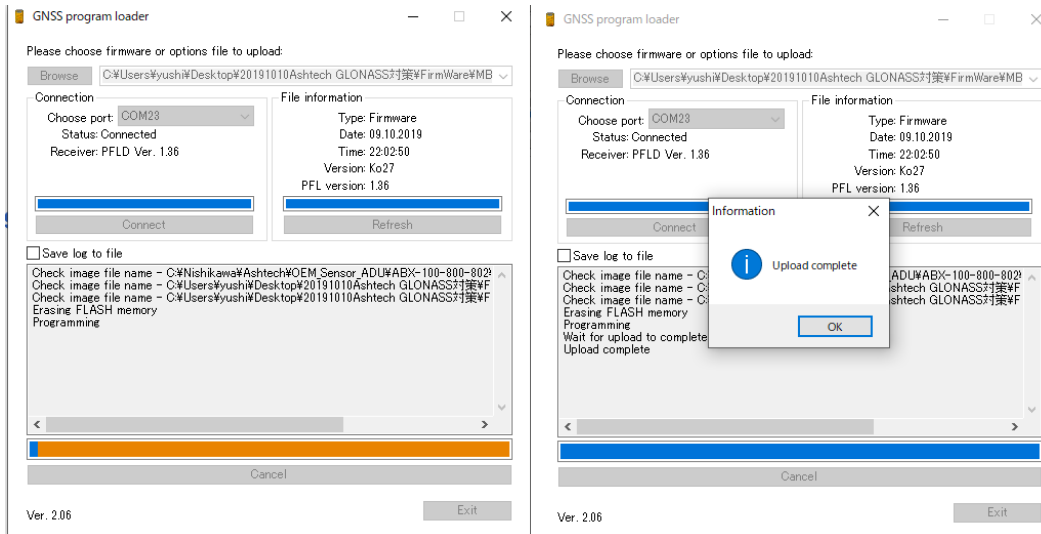 GNSS program loader
Please choose firmware or options file to upload:
Browse
C:¥Users¥yushi¥Desktop¥20191010Ashtech GLONASS対策¥FirmWare¥MB
Connection
Choose port: COM23
Status: Connected
Receiver: PFLD Ver. 1.36
Connect
File information
Type: Firmware
Date: 09.10.2019
Time: 22:02:50
Version: Ko27
PFL version: 1.36
Refresh
Save log to file
Check image file name - C:¥Nishikawa¥Ashtech¥OEM_Sensor_ADU¥ABX-100-800-802¥
Check image file name - C:¥Users¥yushi¥Desktop¥20191010Ashtech GLONASS対策¥F
Check image file name - C:¥Users¥yushi¥Desktop¥20191010Ashtech GLONASS対策¥F
Erasing FLASH memory
Programming
Cancel
Ver. 2.06
Exit
GNSS program loader
Please choose firmware or options file to upload:
Browse
C:¥Users¥yushi¥Desktop¥20191010Ashtech GLONASS対策¥FirmWare¥MB
Connection
Choose port: COM23
Status: Connected
Receiver: PFLD Ver. 1.36
Connect
File information
Type: Firmware
Date: 09.10.2019
Time: 22:02:50
Version: Ko27
PFL version: 1.36
Refresh
Information
Upload complete
OK
Save log to file
Check image file name - C: ADU¥ABX-100-800-802¥
Check image file name - C: shtech GLONASS対策¥F
Check image file name - C: shtech GLONASS対策¥F
Erasing FLASH memory
Programming
Wait for upload to complete
Upload complete
Cancel
Ver. 2.06
Exit